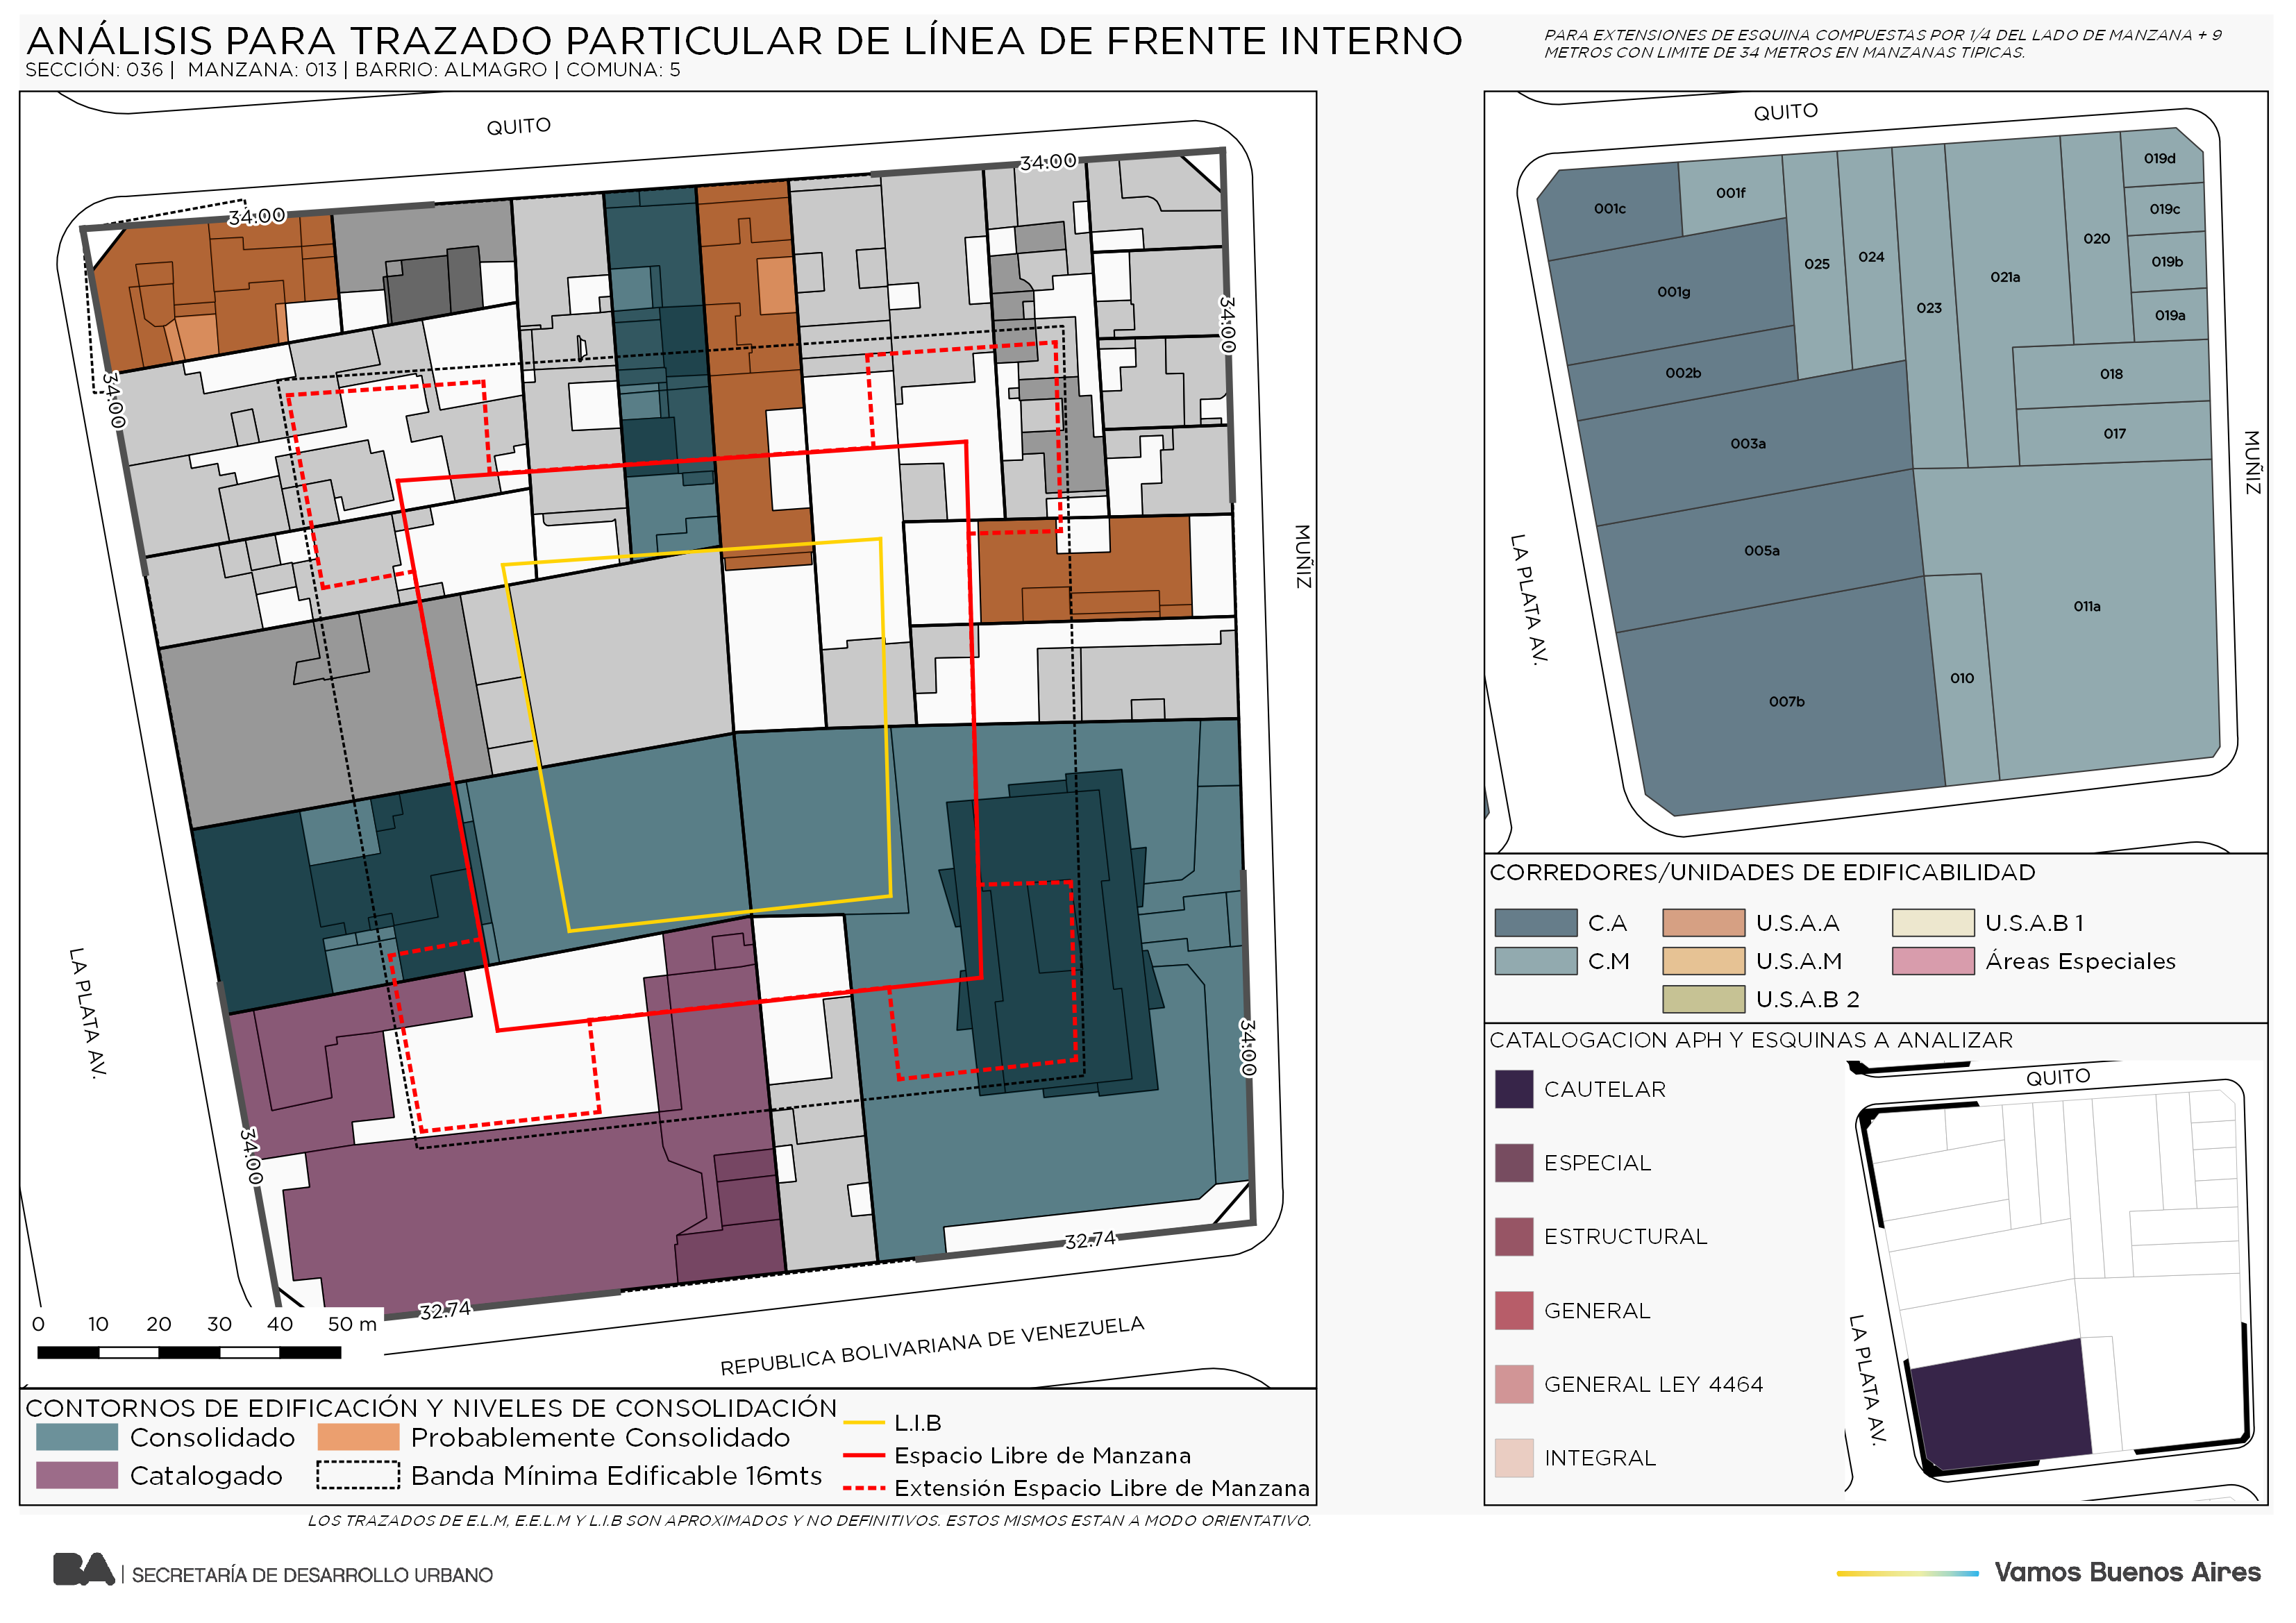 ANÁLISIS PARA TRAZADO PARTICULAR DE LÍNEA DE FRENTE INTERNO
SECCIÓN: 036 | MANZANA: 013 | BARRIO: ALMAGRO | COMUNA: 5
PARA EXTENSIONES DE ESQUINA COMPUESTAS POR 1/4 DEL LADO DE MANZANA + 9
METROS CON LIMITE DE 34 METROS EN MANZANAS TIPICAS.
QUITO
34.00
34.00
34.00
34.00
MUÑIZ
LA PLATA AV.
34.00
34.00
32.74
32.74
REPUBLICA BOLIVARIANA DE VENEZUELA
0 10 20 30 40 50 m
CONTORNOS DE EDIFICACIÓN Y NIVELES DE CONSOLIDACIÓN
Consolidado
Probablemente Consolidado
Catalogado
Banda Mínima Edificable 16mts
L.I.B
Espacio Libre de Manzana
Extensión Espacio Libre de Manzana
LOS TRAZADOS DE E.L.M, E.E.L.M Y L.I.B SON APROXIMADOS Y NO DEFINITIVOS. ESTOS MISMOS ESTAN A MODO ORIENTATIVO.
QUITO
001c
001f
019d
019c
020
019b
019a
025
024
021a
023
001g
002b
018
017
003a
005a
011a
010
007b
MUÑIZ
LA PLATA AV.
CORREDORES/UNIDADES DE EDIFICABILIDAD
C.A
U.S.A.A
U.S.A.B 1
C.M
U.S.A.M
Áreas Especiales
U.S.A.B 2
CATALOGACION APH Y ESQUINAS A ANALIZAR
CAUTELAR
ESPECIAL
ESTRUCTURAL
GENERAL
GENERAL LEY 4464
INTEGRAL
QUITO
LA PLATA AV.
BA | SECRETARÍA DE DESARROLLO URBANO
Vamos Buenos Aires